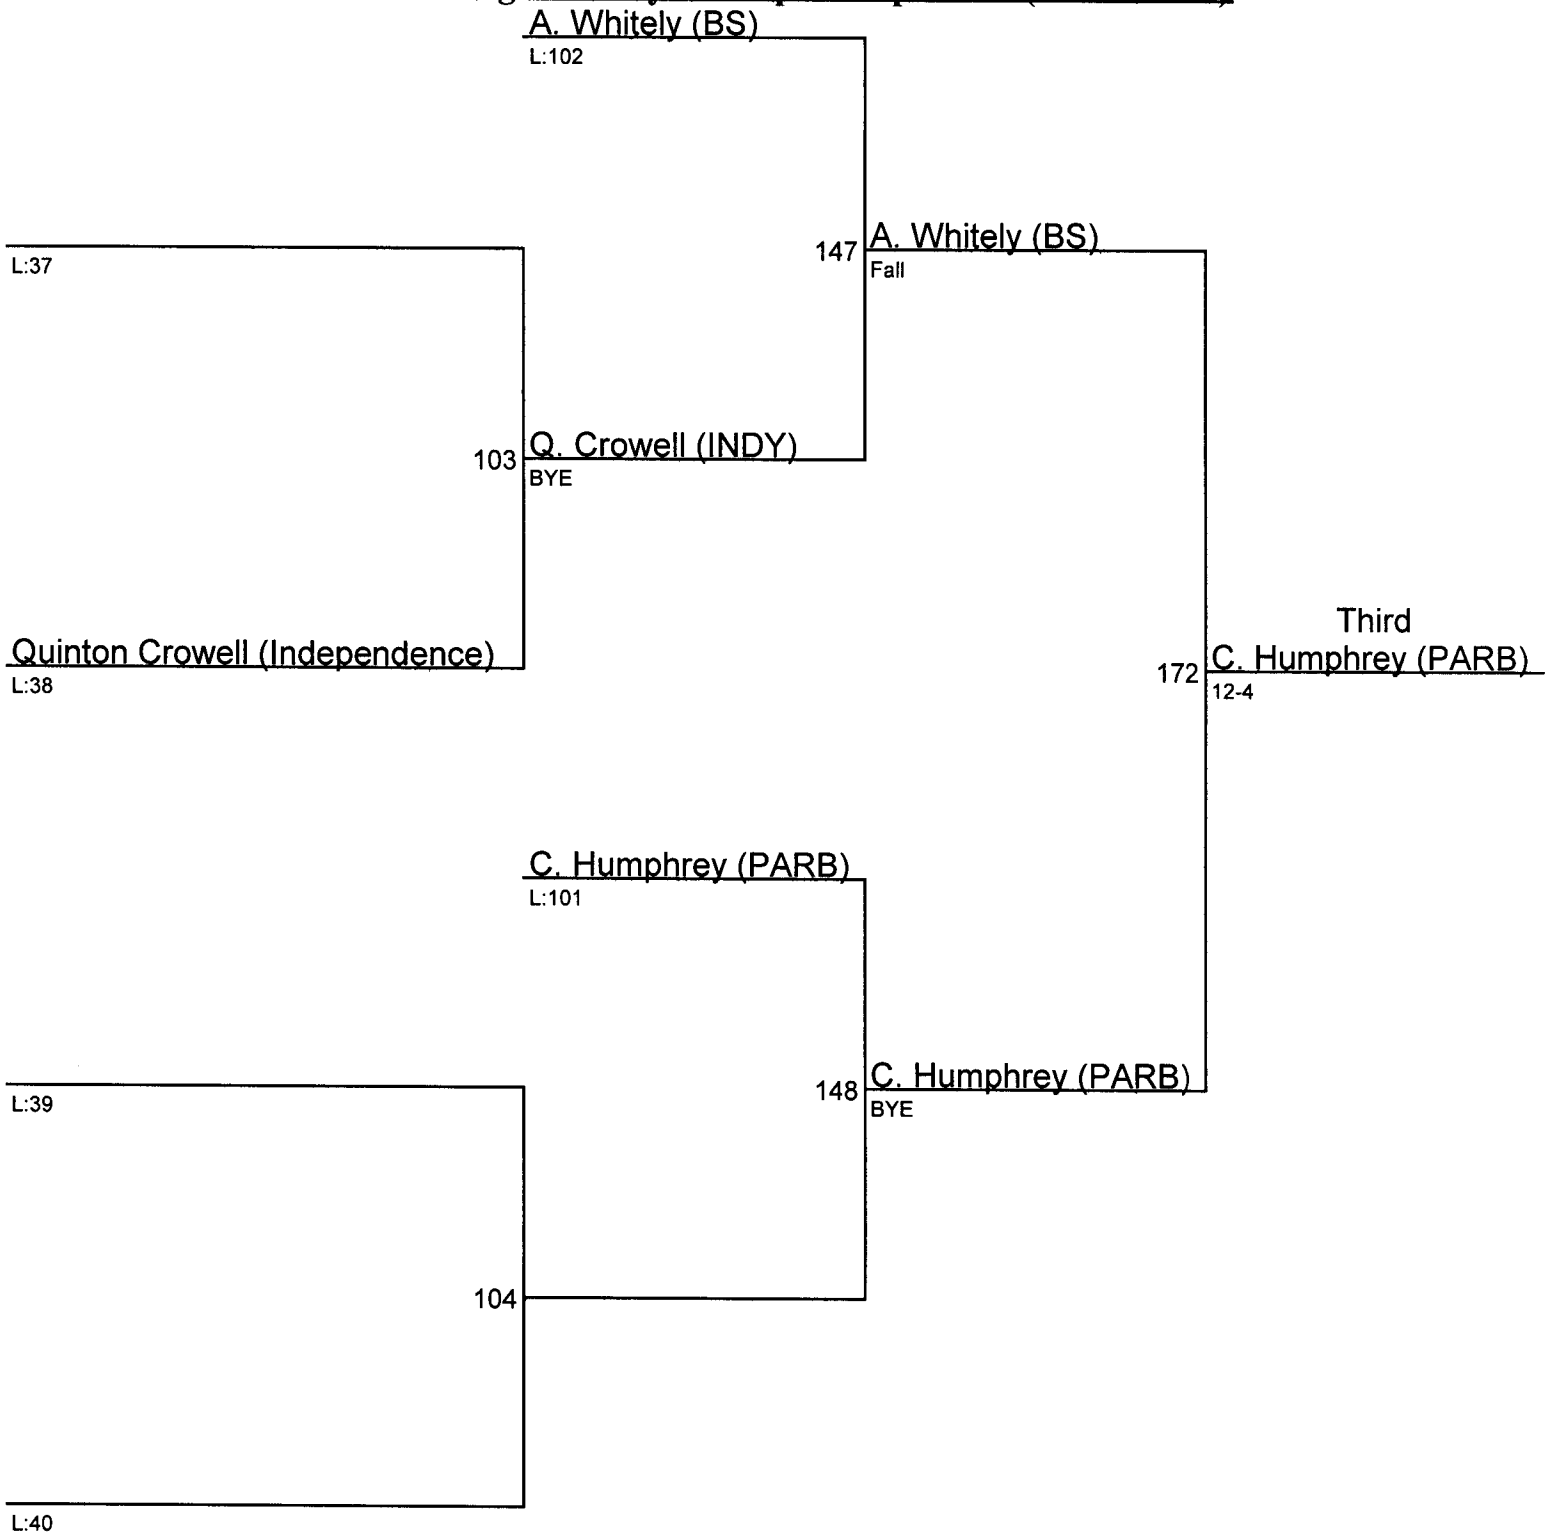 A. Whitely (BS)
L:102
147
A. Whitely (BS)
Fall
L:37
103
Q. Crowell (INDY)
BYE
Quinton Crowell (Independence)
L:38
Third
172
C. Humphrey (PARB)
12-4
C. Humphrey (PARB)
L:101
148
C. Humphrey (PARB)
BYE
L:39
104
L:40